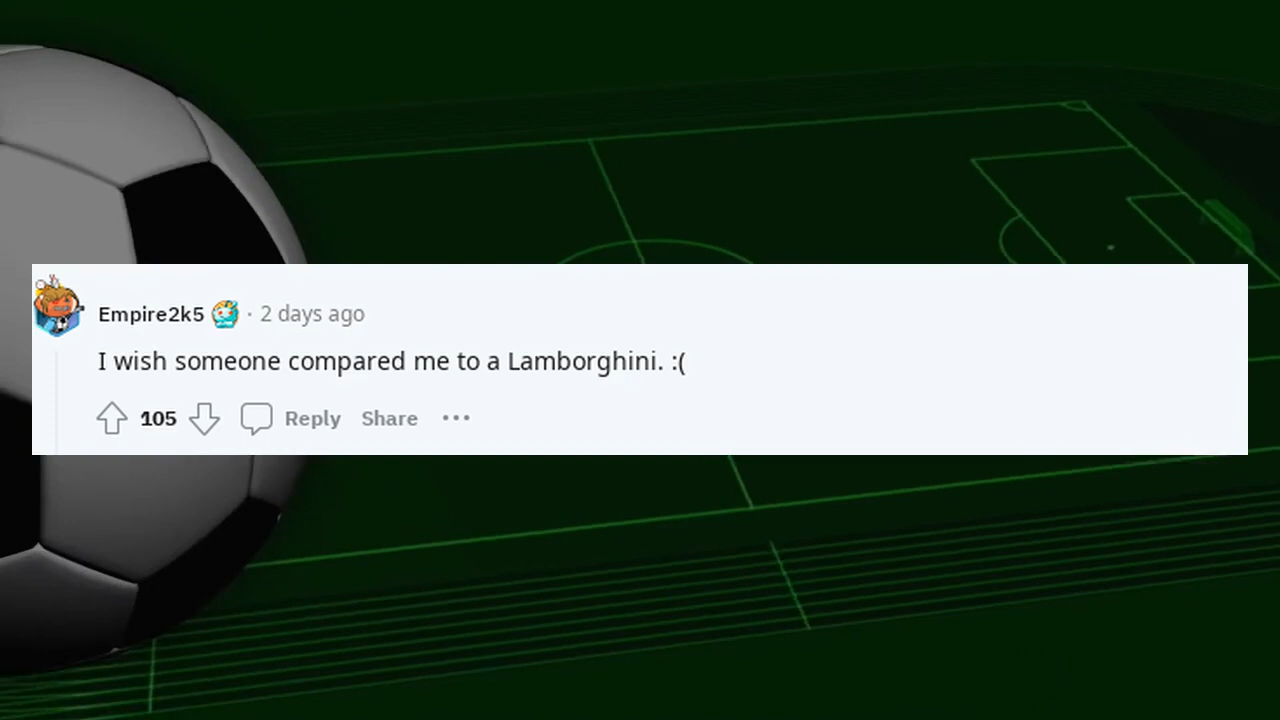 Empire2k5 · 2 days ago
I wish someone compared me to a Lamborghini. :(
105 Reply Share ···